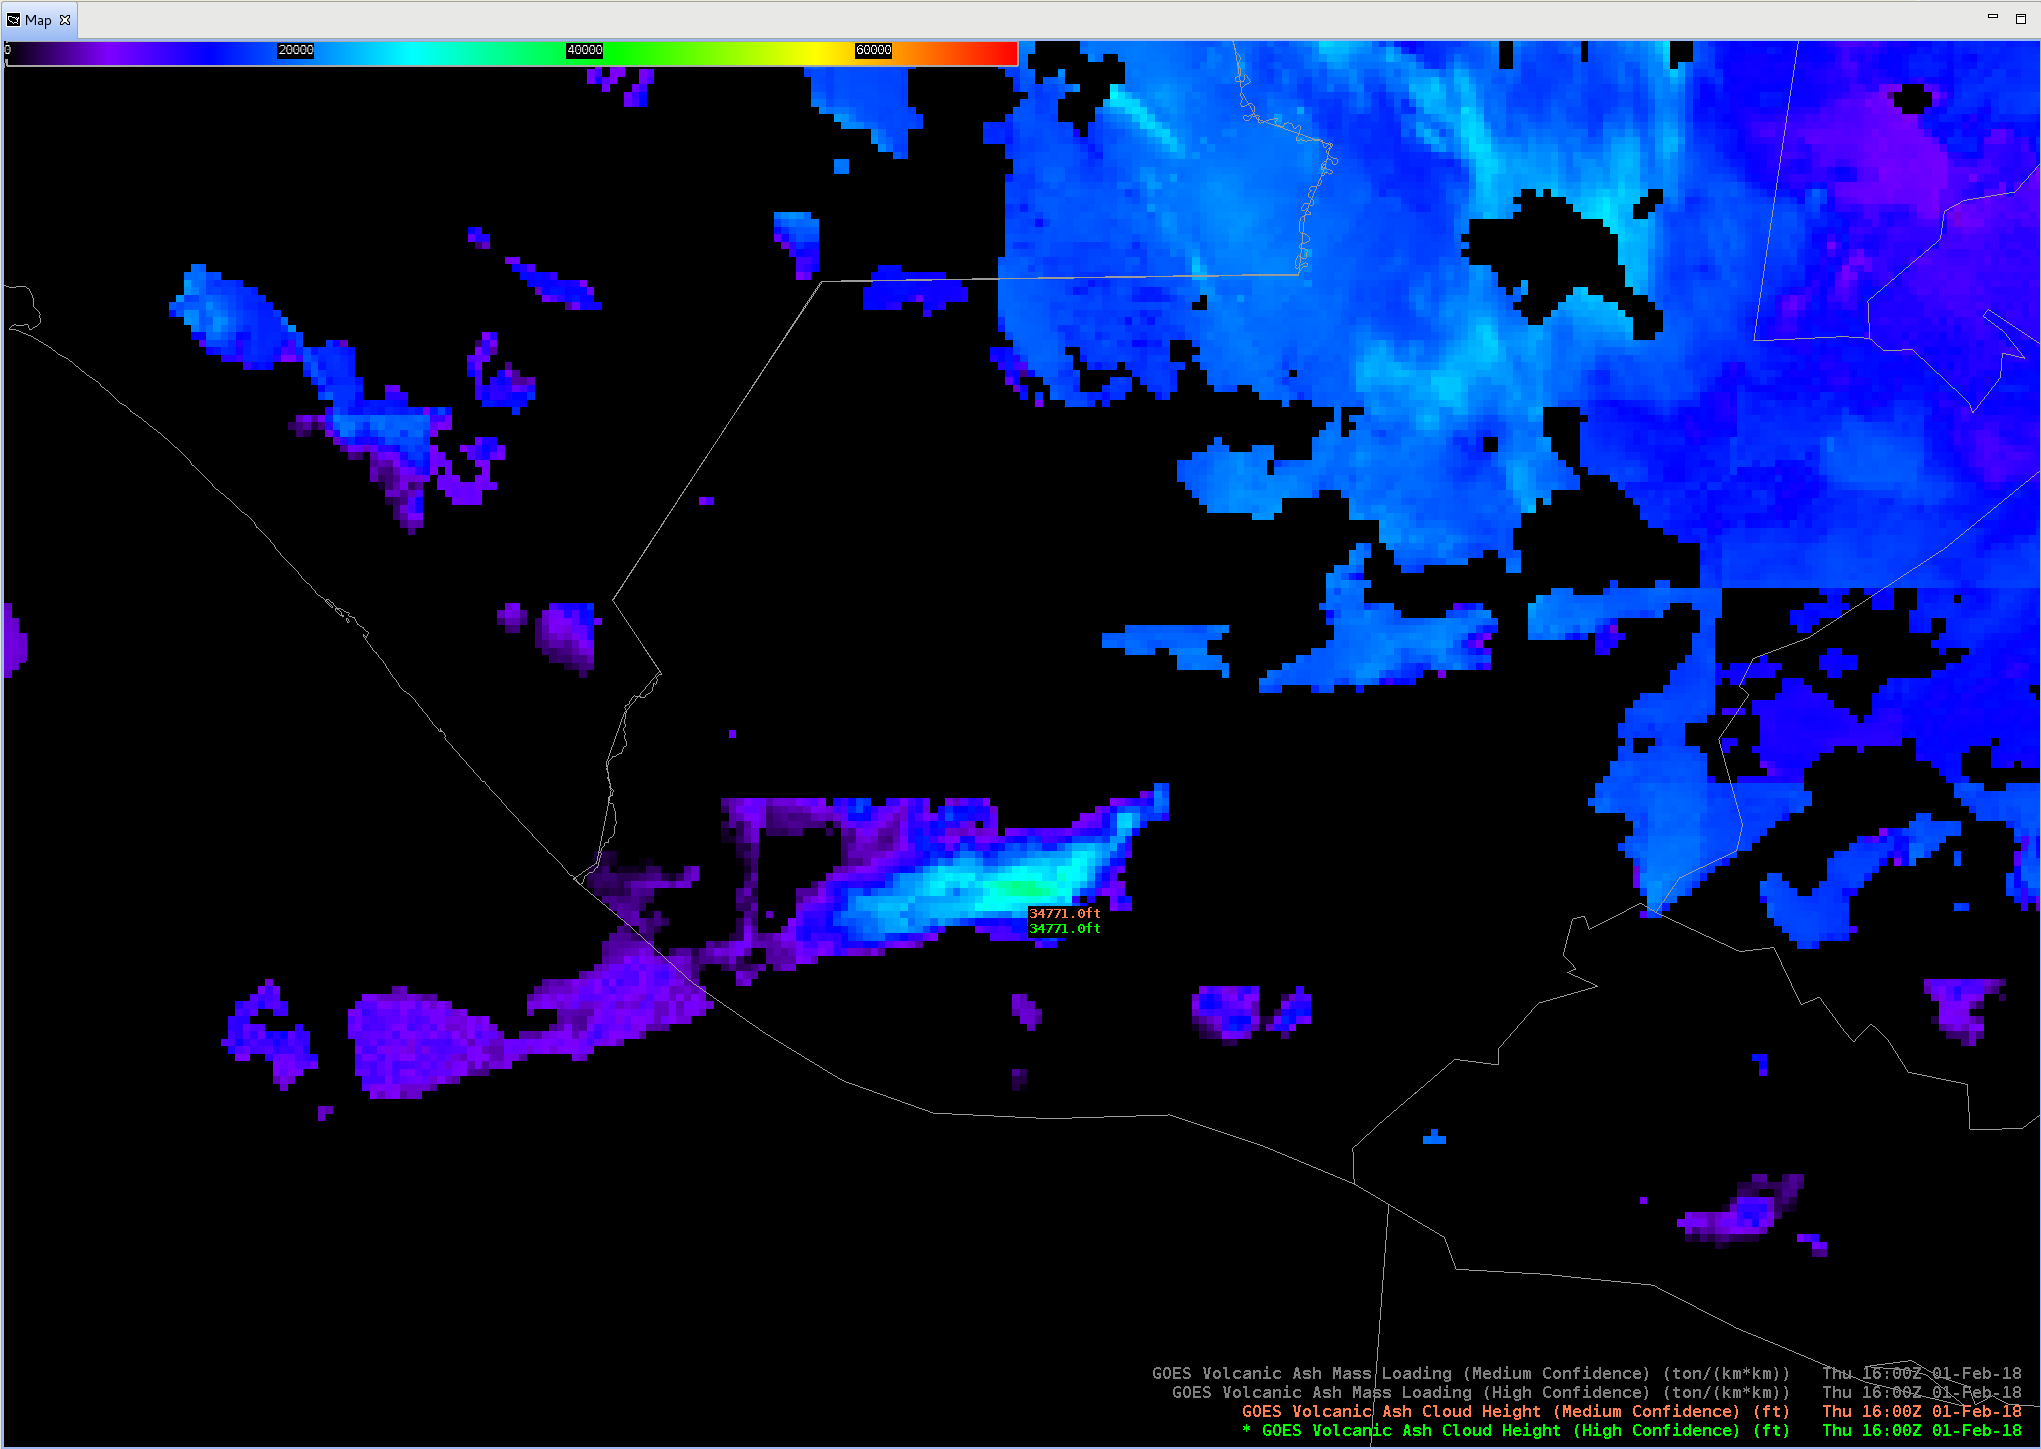 Map
0 20000 40000 60000
34771.0ft
34771.0ft
GOES Volcanic Ash Mass Loading (Medium Confidence) (ton/(km*km)) Thu 16:00Z 01-Feb-18
GOES Volcanic Ash Mass Loading (High Confidence) (ton/(km*km)) Thu 16:00Z 01-Feb-18
GOES Volcanic Ash Cloud Height (Medium Confidence) (ft) Thu 16:00Z 01-Feb-18
* GOES Volcanic Ash Cloud Height (High Confidence) (ft) Thu 16:00Z 01-Feb-18